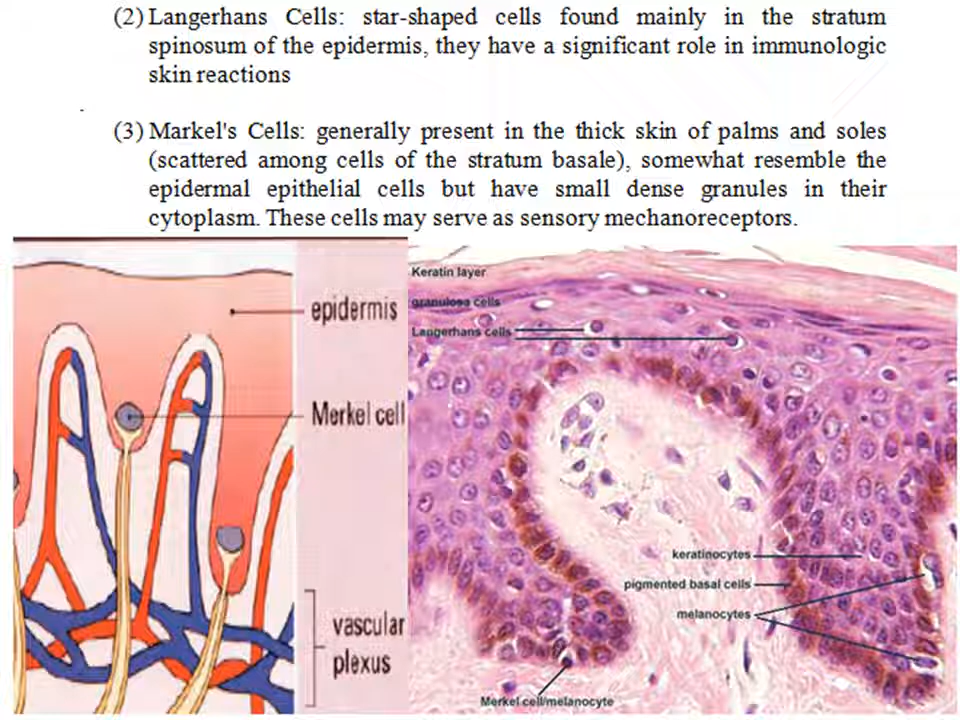 (2) Langerhans Cells: star-shaped cells found mainly in the stratum
spinosum of the epidermis, they have a significant role in immunologic
skin reactions
(3) Markel's Cells: generally present in the thick skin of palms and soles
(scattered among cells of the stratum basale), somewhat resemble the
epidermal epithelial cells but have small dense granules in their
cytoplasm. These cells may serve as sensory mechanoreceptors.
epidermis
Merkel cell
vascular
plexus
Keratin layer
granulosa cells
Langerhans cells
keratinocytes
pigmented basal cells
melanocytes
Merkel cell/melanocyte